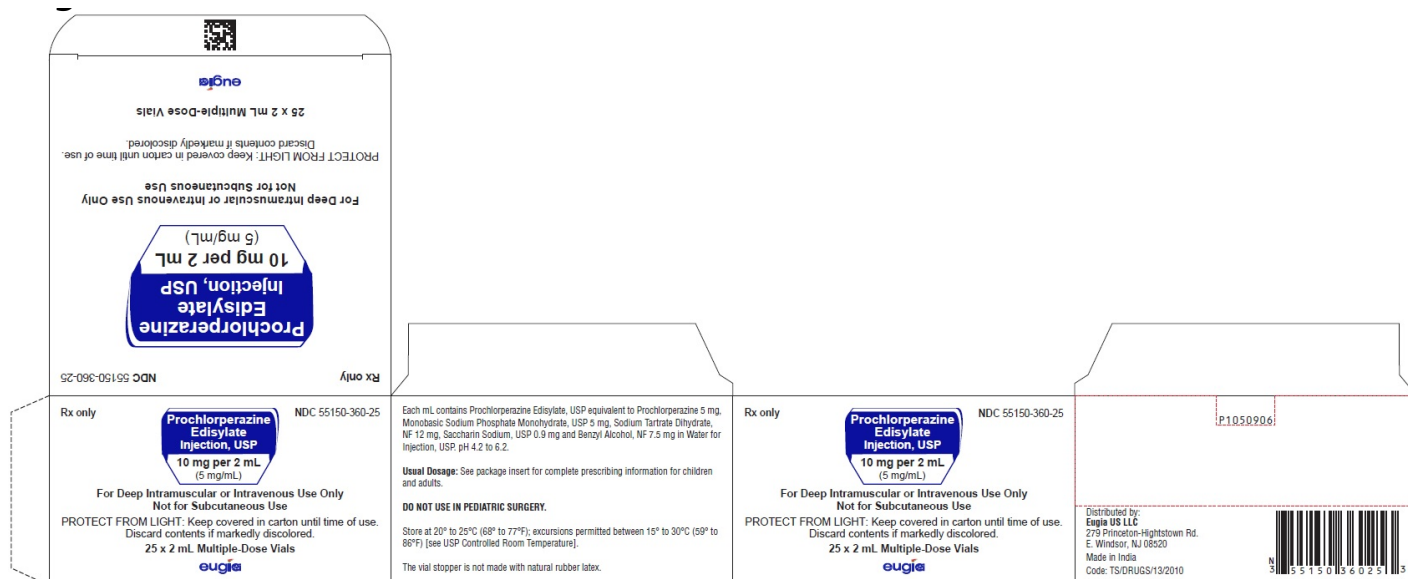 eugia
25 x 2 mL Multiple-Dose Vials
Discard contents if markedly discolored.
PROTECT FROM LIGHT: Keep covered in carton until time of use.
Not for Subcutaneous Use
For Deep Intramuscular or Intravenous Use Only
(5 mg/mL)
10 mg per 2 mL
Injection, USP
Edisylate
Prochlorperazine
Rx only NDC 55150-360-25
Rx only NDC 55150-360-25
Prochlorperazine
Edisylate
Injection, USP
10 mg per 2 mL
(5 mg/mL)
For Deep Intramuscular or Intravenous Use Only
Not for Subcutaneous Use
PROTECT FROM LIGHT: Keep covered in carton until time of use.
Discard contents if markedly discolored.
25 x 2 mL Multiple-Dose Vials
eugia
Each mL contains Prochlorperazine Edisylate, USP equivalent to Prochlorperazine 5 mg,
Monobasic Sodium Phosphate Monohydrate, USP 5 mg, Sodium Tartrate Dihydrate,
NF 12 mg, Saccharin Sodium, USP 0.9 mg and Benzyl Alcohol, NF 7.5 mg in Water for
Injection, USP. pH 4.2 to 6.2.
Usual Dosage: See package insert for complete prescribing information for children
and adults.
DO NOT USE IN PEDIATRIC SURGERY.
Store at 20° to 25°C (68° to 77°F); excursions permitted between 15° to 30°C (59° to
86°F) [see USP Controlled Room Temperature].
The vial stopper is not made with natural rubber latex.
Rx only NDC 55150-360-25
Prochlorperazine
Edisylate
Injection, USP
10 mg per 2 mL
(5 mg/mL)
For Deep Intramuscular or Intravenous Use Only
Not for Subcutaneous Use
PROTECT FROM LIGHT: Keep covered in carton until time of use.
Discard contents if markedly discolored.
25 x 2 mL Multiple-Dose Vials
eugia
P1050906
Distributed by:
Eugia US LLC
279 Princeton-Hightstown Rd.
E. Windsor, NJ 08520
Made in India
Code: TS/DRUGS/13/2010
N
3 55150 36025 3